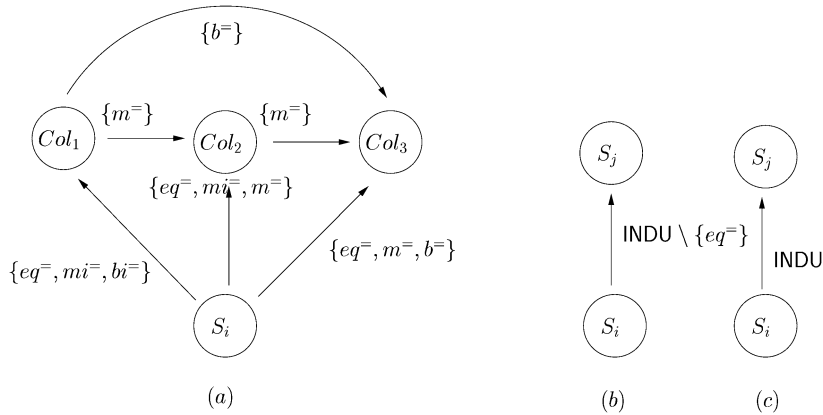 {b⁼}
{m⁼}
{m⁼}
Col₁
Col₂
Col₃
{eq⁼, mi⁼, m⁼}
{eq⁼, mi⁼, bi⁼}
{eq⁼, m⁼, b⁼}
Sᵢ
(a)
Sⱼ
INDU \ {eq⁼}
Sᵢ
(b)
Sⱼ
INDU
Sᵢ
(c)